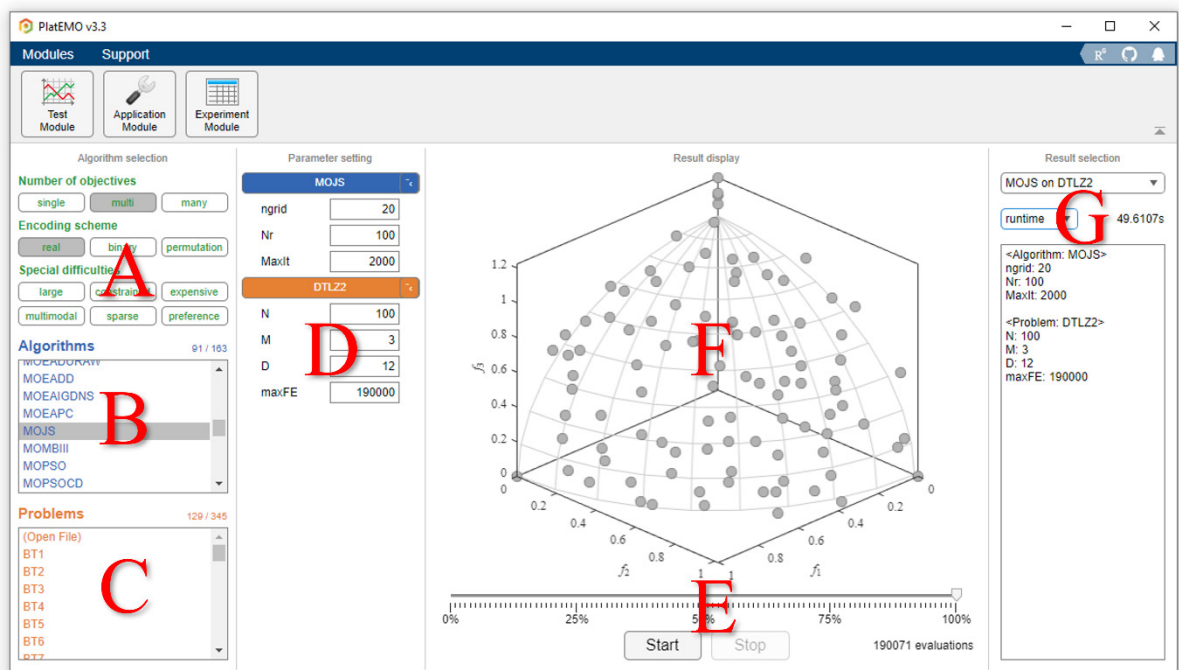 PlatEMO v3.3
Modules Support
Test Module
Application Module
Experiment Module
Algorithm selection
Number of objectives
single multi many
Encoding scheme
real binary permutation
Special difficulties
large constrained expensive
multimodal sparse preference
A
Algorithms 91 / 163
MOEADURAW
MOEADD
MOEAIGDNS
MOEAPC
MOJS
MOMBIII
MOPSO
MOPSOCD
B
Problems 129 / 345
(Open File)
BT1
BT2
BT3
BT4
BT5
BT6
BT7
C
Parameter setting
MOJS
ngrid 20
Nr 100
MaxIt 2000
DTLZ2
N 100
M 3
D 12
maxFE 190000
D
Result display
1.2
1
0.8
0.6
0.4
0.2
0
f3
0 0.2 0.4 0.6 0.8 1
f2
1 0.8 0.6 0.4 0.2 0
f1
F
0% 25% 50% 75% 100%
E
Start Stop 190071 evaluations
Result selection
MOJS on DTLZ2
runtime 49.6107s
G
<Algorithm: MOJS>
ngrid: 20
Nr: 100
MaxIt: 2000
<Problem: DTLZ2>
N: 100
M: 3
D: 12
maxFE: 190000